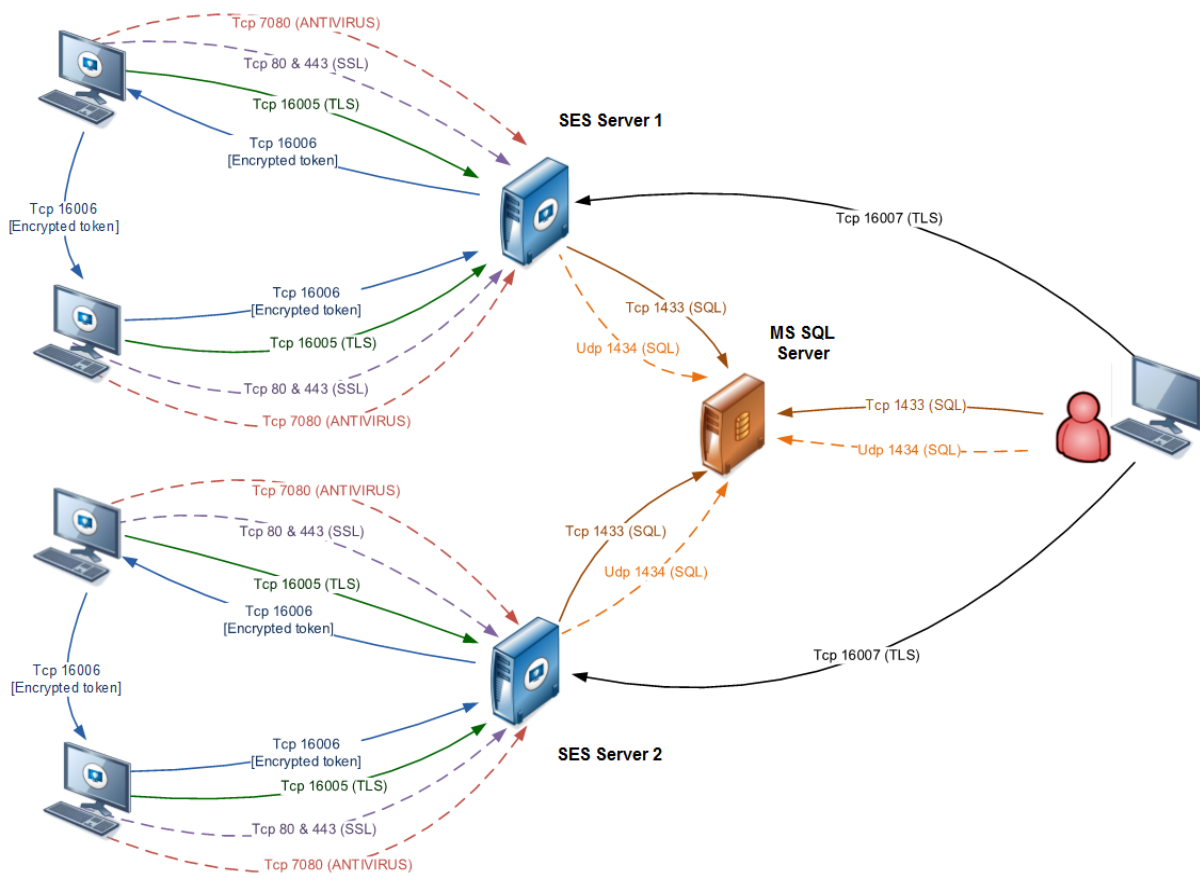 Tcp 7080 (ANTIVIRUS)
Tcp 80 & 443 (SSL)
Tcp 16005 (TLS)
Tcp 16006
[Encrypted token]
SES Server 1
Tcp 16006
[Encrypted token]
Tcp 16007 (TLS)
Tcp 16006
[Encrypted token]
Tcp 16005 (TLS)
Tcp 80 & 443 (SSL)
Tcp 7080 (ANTIVIRUS)
Tcp 1433 (SQL)
Udp 1434 (SQL)
MS SQL
Server
Tcp 1433 (SQL)
Udp 1434 (SQL)
Tcp 7080 (ANTIVIRUS)
Tcp 80 & 443 (SSL)
Tcp 16005 (TLS)
Tcp 16006
[Encrypted token]
Tcp 1433 (SQL)
Udp 1434 (SQL)
Tcp 16006
[Encrypted token]
Tcp 16007 (TLS)
Tcp 16006
[Encrypted token]
Tcp 16005 (TLS)
SES Server 2
Tcp 80 & 443 (SSL)
Tcp 7080 (ANTIVIRUS)